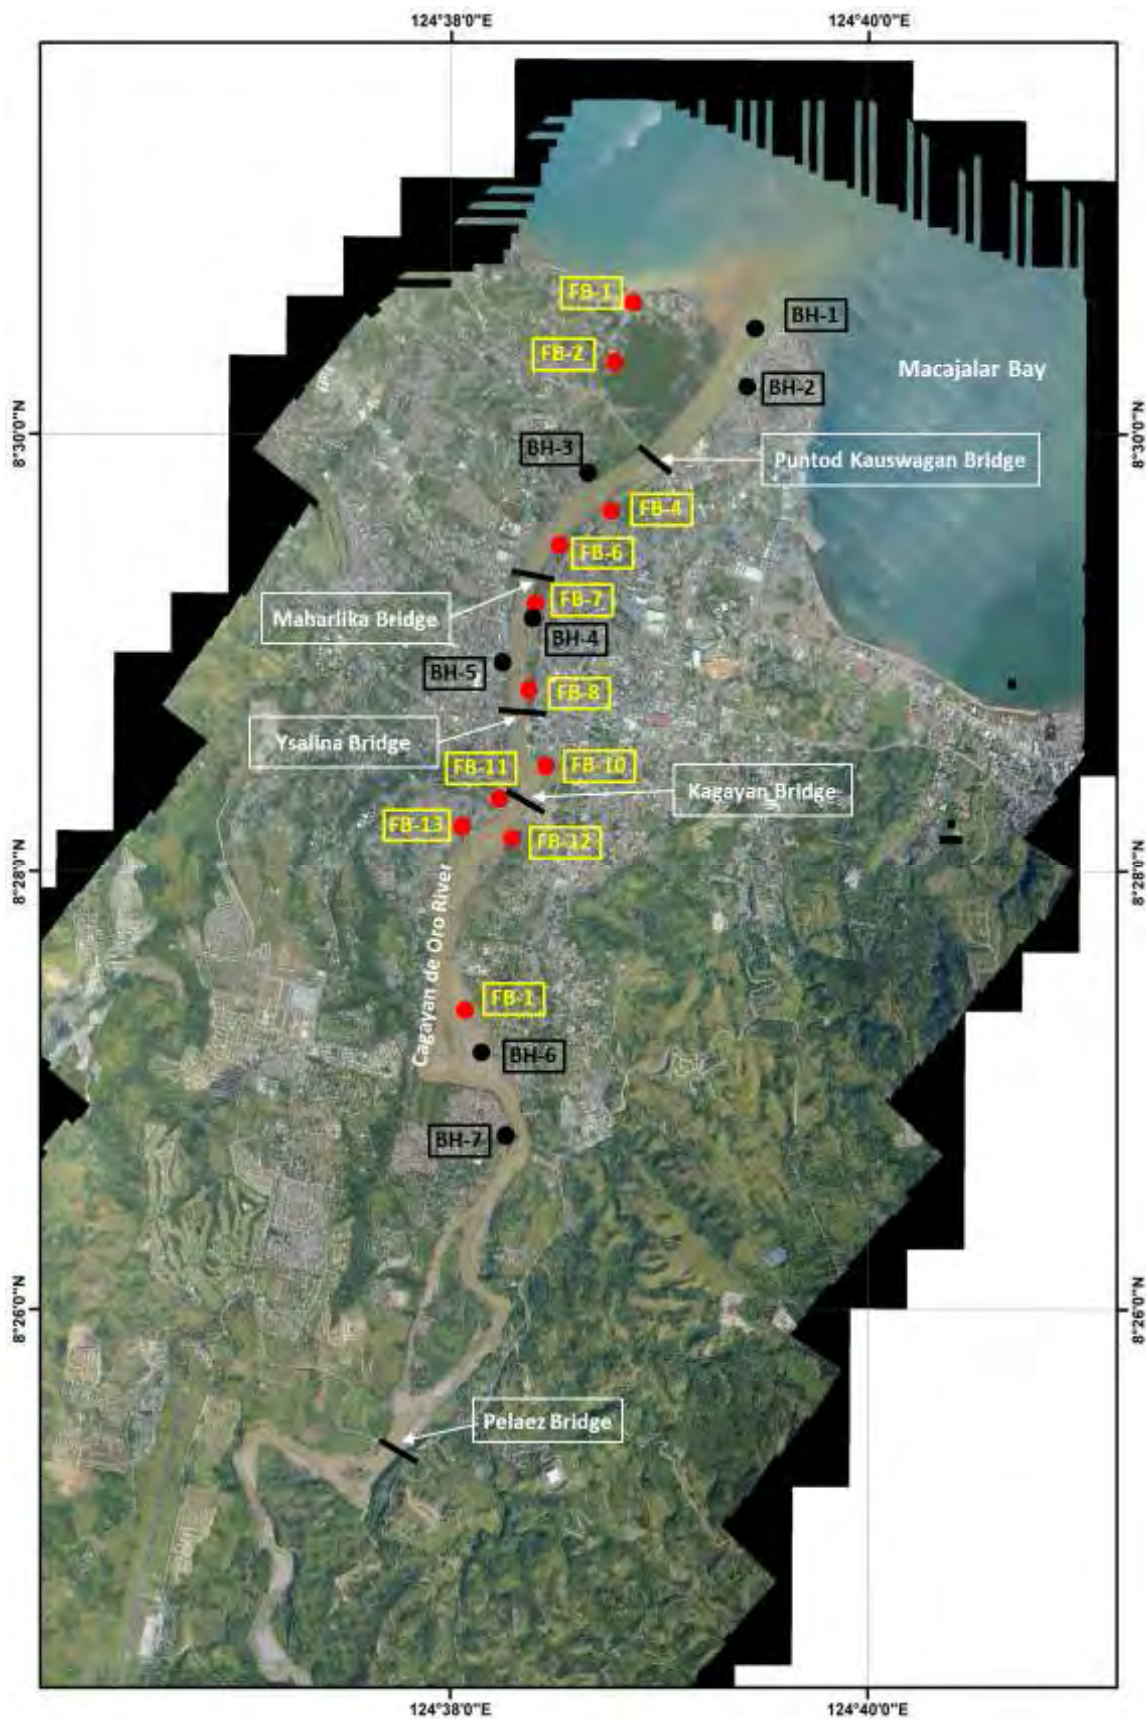 124°38'0"E
124°40'0"E
FB-1
BH-1
FB-2
Macajalar Bay
BH-2
8°30'0"N
8°30'0"N
BH-3
Puntod Kauswagan Bridge
FB-4
FB-6
FB-7
Maharlika Bridge
BH-4
BH-5
FB-8
Ysalina Bridge
FB-11
FB-10
Kagayan Bridge
FB-13
FB-12
8°28'0"N
8°28'0"N
Cagayan de Oro River
FB-1
BH-6
BH-7
8°26'0"N
8°26'0"N
Pelaez Bridge
124°38'0"E
124°40'0"E